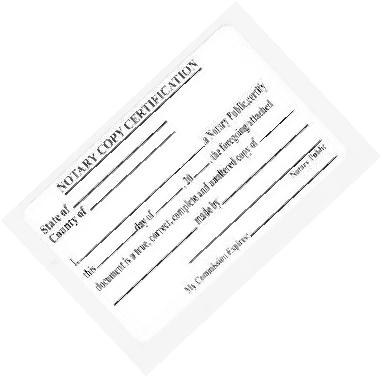 NOTARY COPY CERTIFICATION
State of
County of
I, a Notary Public, certify
this day of , 20 , the foregoing attached
document is a true, correct, complete and unaltered copy of
made by
Notary Public
My Commission Expires: